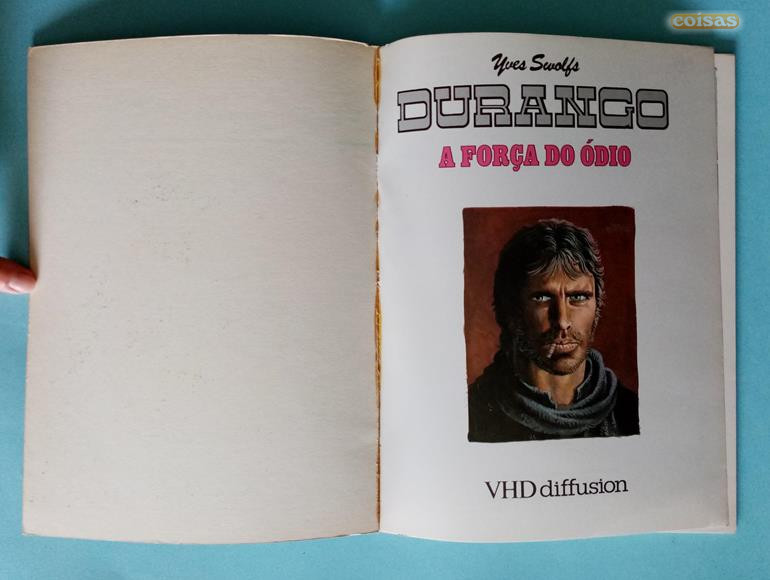 coisas
Yves Swolfs
DURANGO
A FORÇA DO ÓDIO
VHD diffusion